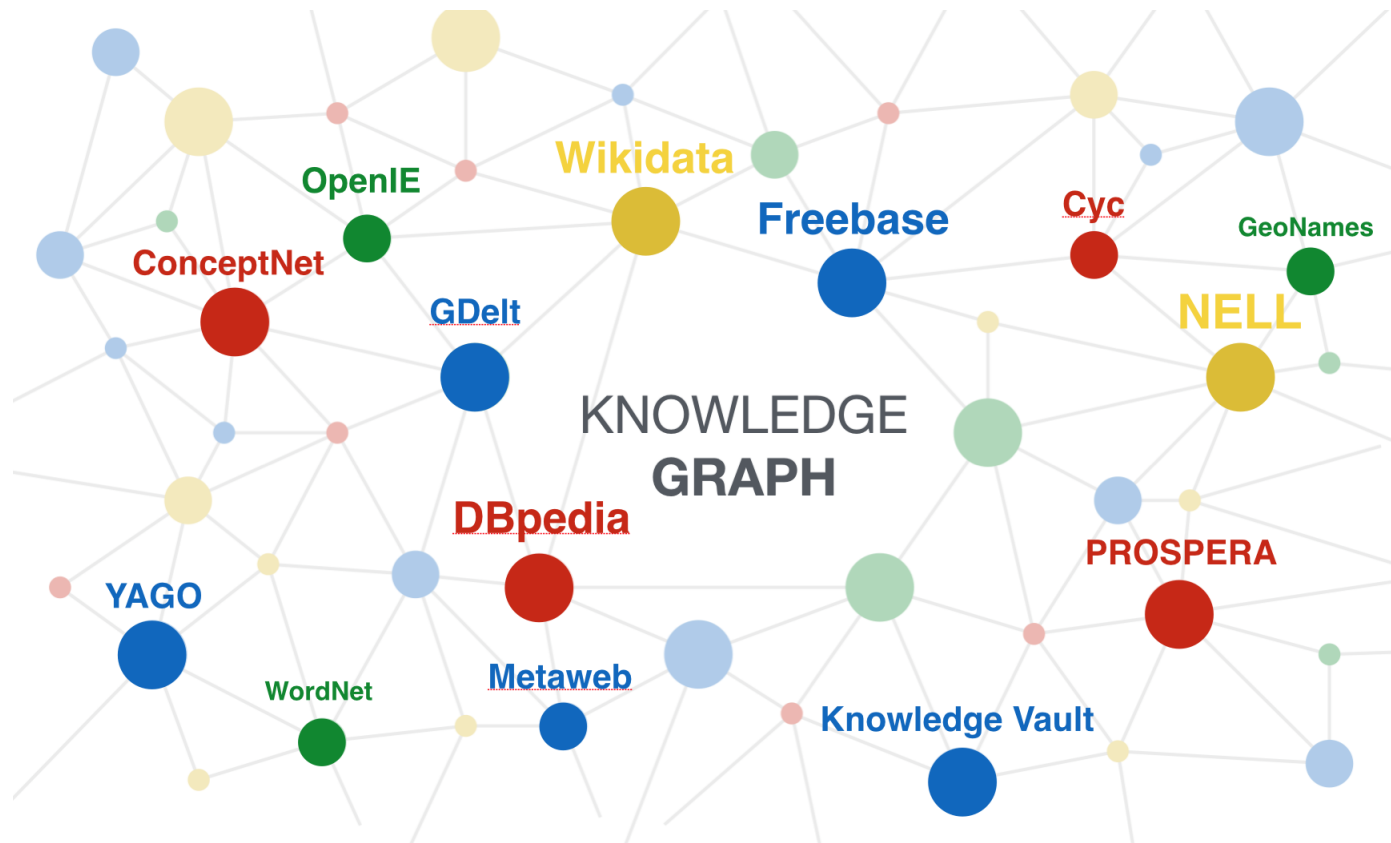 Wikidata
OpenIE
Freebase
Cyc
GeoNames
ConceptNet
GDelt
NELL
KNOWLEDGE
GRAPH
DBpedia
PROSPERA
YAGO
Metaweb
WordNet
Knowledge Vault